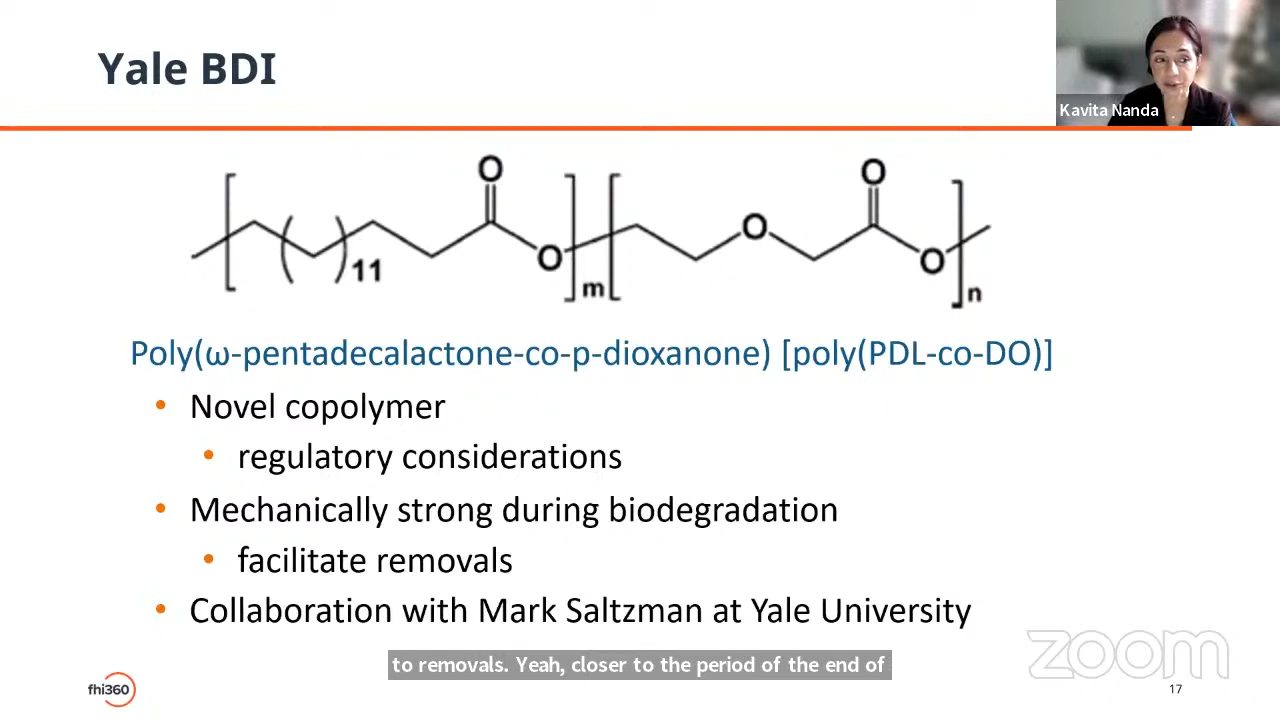 Yale BDI
Kavita Nanda
O
O
O
11
O
m
O
n
Poly(ω-pentadecalactone-co-p-dioxanone) [poly(PDL-co-DO)]
• Novel copolymer
• regulatory considerations
• Mechanically strong during biodegradation
• facilitate removals
• Collaboration with Mark Saltzman at Yale University
to removals. Yeah, closer to the period of the end of
zoom
fhi360
17